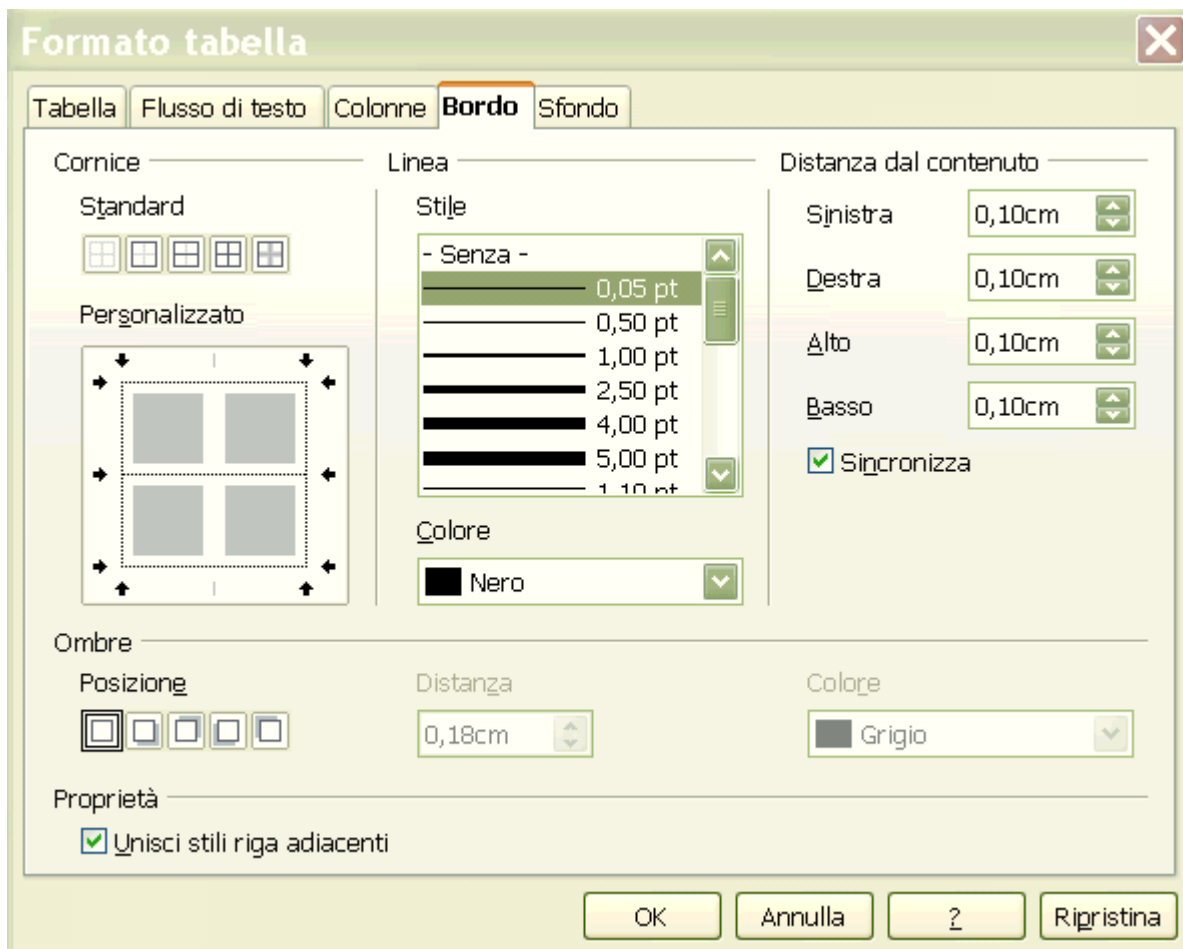 Formato tabella
Tabella Flusso di testo Colonne Bordo Sfondo
Cornice Linea Distanza dal contenuto
Standard Stile Sinistra 0,10cm
- Senza -
0,05 pt
Destra 0,10cm
Personalizzato 0,50 pt
1,00 pt Alto 0,10cm
2,50 pt
4,00 pt Basso 0,10cm
5,00 pt Sincronizza
1,10 pt
Colore
Nero
Ombre
Posizione Distanza Colore
0,18cm Grigio
Proprietà
Unisci stili riga adiacenti
OK Annulla ? Ripristina